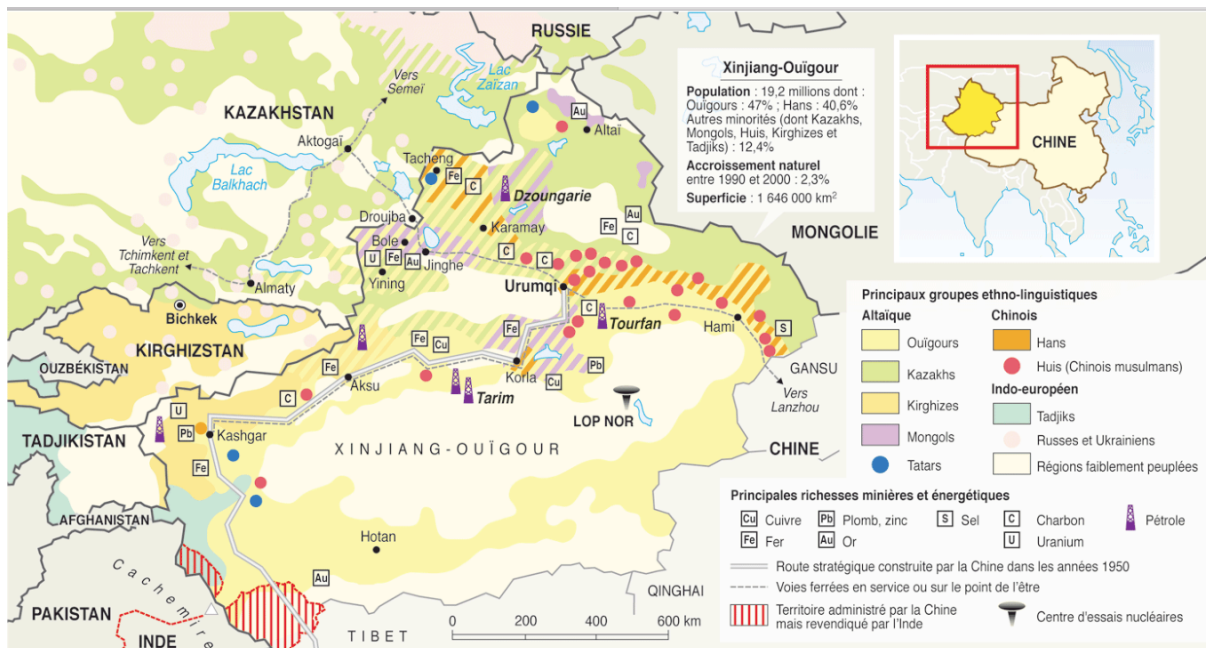 RUSSIE
Vers
Semeï
Lac
Zaïzan
KAZAKHSTAN
Aktogaï
Lac
Balkhach
Altaï
Au
Tacheng
Fe
C
Dzoungarie
Droujba
Karamay
Bole
U
Fe
Au
Jinghe
Yining
Fe
Au
C
C
C
MONGOLIE
Vers
Tchimkent et
Tachkent
Almaty
Bichkek
Urumqi
C
Tourfan
Hami
S
GANSU
Vers
Lanzhou
KIRGHIZSTAN
OUZBÉKISTAN
Fe
Fe
Cu
Fe
Aksu
C
Korla
Cu
Pb
Tarim
LOP NOR
U
Pb
Kashgar
TADJIKISTAN
XINJIANG-OUÏGOUR
CHINE
Fe
AFGHANISTAN
Hotan
Cachemire
Au
PAKISTAN
INDE
TIBET
QINGHAI
0 200 400 600 km
Xinjiang-Ouïgour
Population : 19,2 millions dont :
Ouïgours : 47% ; Hans : 40,6%
Autres minorités (dont Kazakhs,
Mongols, Huis, Kirghizes et
Tadjiks) : 12,4%
Accroissement naturel
entre 1990 et 2000 : 2,3%
Superficie : 1 646 000 km²
CHINE
Principaux groupes ethno-linguistiques
Altaïque
Ouïgours
Kazakhs
Kirghizes
Mongols
Tatars
Chinois
Hans
Huis (Chinois musulmans)
Indo-européen
Tadjiks
Russes et Ukrainiens
Régions faiblement peuplées
Principales richesses minières et énergétiques
Cu Cuivre Pb Plomb, zinc S Sel C Charbon Pétrole
Fe Fer Au Or U Uranium
Route stratégique construite par la Chine dans les années 1950
Voies ferrées en service ou sur le point de l'être
Territoire administré par la Chine
mais revendiqué par l'Inde
Centre d'essais nucléaires